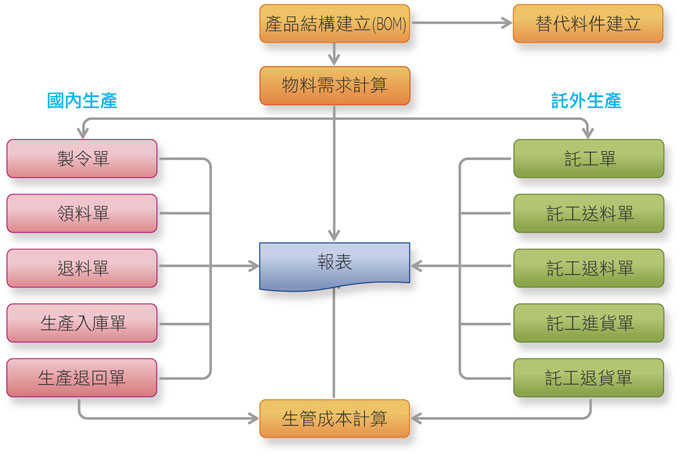 產品結構建立(BOM)
替代料件建立
物料需求計算
國內生產
託外生產
製令單
託工單
領料單
託工送料單
退料單
報表
託工退料單
生產入庫單
託工進貨單
生產退回單
託工退貨單
生管成本計算